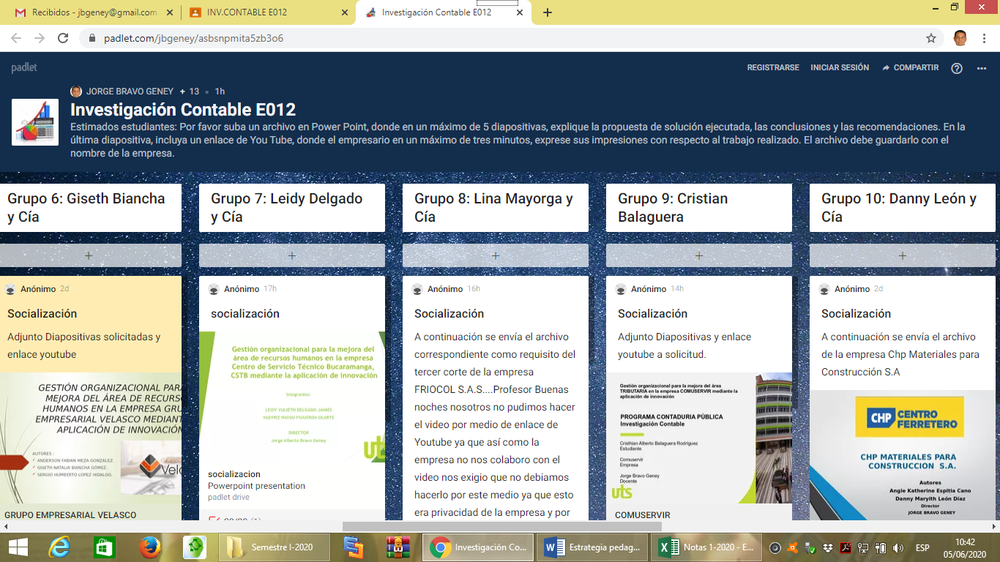 Recibidos - jbgeney@gmail.com
INV.CONTABLE E012
Investigación Contable E012
padlet.com/jbgeney/asbsnpmita5zb3o6
padlet
REGISTRARSE
INICIAR SESIÓN
COMPARTIR
JORGE BRAVO GENEY + 13 1h
Investigación Contable E012
Estimados estudiantes: Por favor suba un archivo en Power Point, donde en un máximo de 5 diapositivas, explique la propuesta de solución ejecutada, las conclusiones y las recomendaciones. En la
última diapositiva, incluya un enlace de You Tube, donde el empresario en un máximo de tres minutos, exprese sus impresiones con respecto al trabajo realizado. El archivo debe guardarlo con el
nombre de la empresa.
Grupo 6: Giseth Biancha
y Cía
Anónimo 2d
Socialización
Adjunto Diapositivas solicitadas y
enlace youtube
GESTIÓN ORGANIZACIONAL PAR
MEJORA DEL ÁREA DE RECURS
HUMANOS EN LA EMPRESA GRU
EMPRESARIAL VELASCO MEDIANT
APLICACIÓN DE INNOVACIÓN
AUTORES :
ANDERSON FABIAN MEZA GONZALEZ.
GISETH NATALIA BIANCHA GÓMEZ.
SERGIO HUMBERTO LOPEZ HIDALGO.
GRUPO EMPRESARIAL VELASCO
Grupo 7: Leidy Delgado
y Cía
Anónimo 17h
socialización
Gestión organizacional para la mejora del
área de recursos humanos en la empresa
Centro de Servicio Técnico Bucaramanga,
CSTB mediante la aplicación de innovación
Integrantes:
LEIDY YULIETH DELGADO JAIMES
YADYRIZ HAYDU FIGUEROA OLARTE
DIRECTOR
Jorge Alberto Bravo Geney
uts
socializacion
Powerpoint presentation
padlet drive
Grupo 8: Lina Mayorga y
Cía
Anónimo 16h
Socialización
A continuación se envía el archivo
correspondiente como requisito del
tercer corte de la empresa
FRIOCOL S.A.S....Profesor Buenas
noches nosotros no pudimos hacer
el video por medio de enlace de
Youtube ya que así como la
empresa no nos colaboro con el
video nos exigio que no debiamos
hacerlo por este medio ya que esto
era privacidad de la empresa y por
Grupo 9: Cristian
Balaguera
Anónimo 14h
Socialización
Adjunto Diapositivas y enlace
youtube a solicitud.
Gestión organizacional para la mejora del área
TRIBUTARIA en la empresa COMUSERVIR mediante la
aplicación de innovación
PROGRAMA CONTADURIA PÚBLICA
Investigación Contable
Cristhian Alberto Balaguera Rodríguez
Estudiante
Comuservir
Empresa
Jorge Bravo Geney
Docente
uts
COMUSERVIR
Grupo 10: Danny León y
Cía
Anónimo 2d
Socialización
A continuación se envía el archivo
de la empresa Chp Materiales para
Construcción S.A
CHP CENTRO
FERRETERO
CHP MATERIALES PARA
CONSTRUCCION S.A.
Autores
Angie Katherine Espitia Cano
Danny Maryith León Díaz
Director
JORGE BRAVO GENEY
Semestre I-2020
Investigación Co...
Estrategia pedag...
Notas 1-2020 - E...
ESP
10:42
05/06/2020